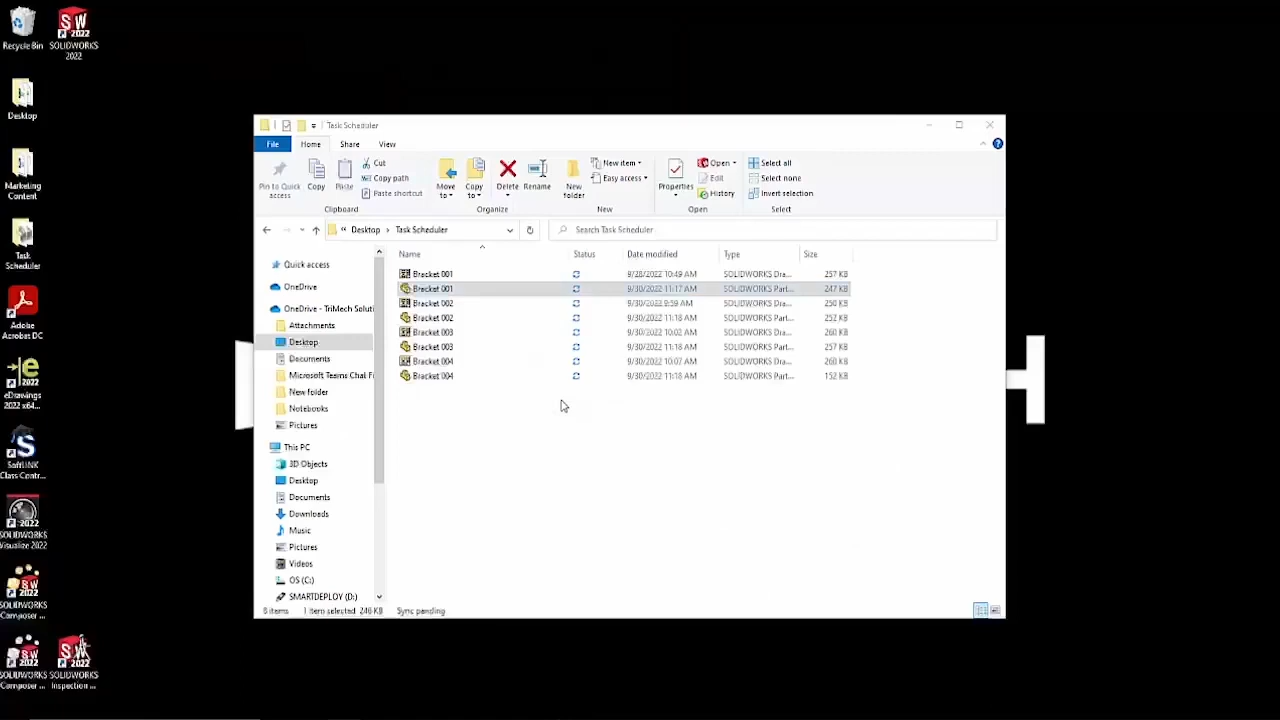 Recycle Bin
SOLIDWORKS 2022
Desktop
Marketing Content
Task Scheduler
Adobe Acrobat DC
eDrawings 2022 x64...
SoftLINK Class Contr...
SOLIDWORKS Visualize 2022
SOLIDWORKS Composer ...
SOLIDWORKS Composer ...
SOLIDWORKS Inspection ...
Task Scheduler
File Home Share View
Pin to Quick access
Copy
Paste
Cut
Copy path
Paste shortcut
Clipboard
Move to
Copy to
Delete
Rename
Organize
New folder
New item
Easy access
New
Properties
Open
Edit
History
Open
Select all
Select none
Invert selection
Select
« Desktop › Task Scheduler
Search Task Scheduler
Quick access
OneDrive
OneDrive - TriMech Soluti
Attachments
Desktop
Documents
Microsoft Teams Chat F
New folder
Notebooks
Pictures
This PC
3D Objects
Desktop
Documents
Downloads
Music
Pictures
Videos
OS (C:)
SMARTDEPLOY (D:)
Name Status Date modified Type Size
Bracket 001 9/28/2022 10:49 AM SOLIDWORKS Dra... 257 KB
Bracket 001 9/30/2022 11:17 AM SOLIDWORKS Part... 247 KB
Bracket 002 9/30/2022 9:59 AM SOLIDWORKS Dra... 250 KB
Bracket 002 9/30/2022 11:18 AM SOLIDWORKS Part... 252 KB
Bracket 003 9/30/2022 10:02 AM SOLIDWORKS Dra... 260 KB
Bracket 003 9/30/2022 11:18 AM SOLIDWORKS Part... 257 KB
Bracket 004 9/30/2022 10:07 AM SOLIDWORKS Dra... 260 KB
Bracket 004 9/30/2022 11:18 AM SOLIDWORKS Part... 152 KB
8 items 1 item selected 246 KB Sync pending